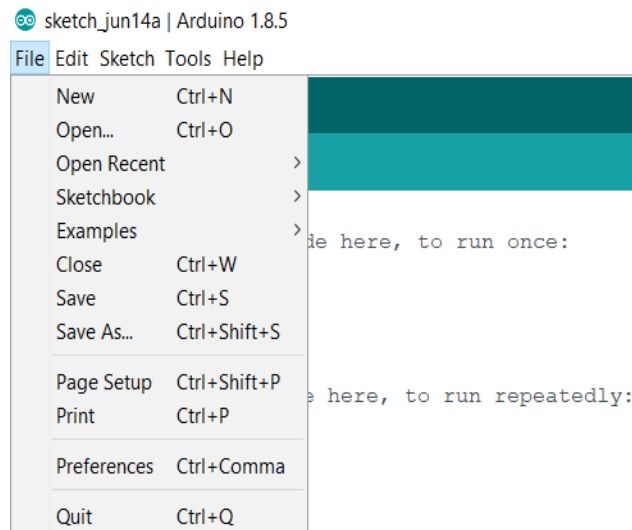 sketch_jun14a | Arduino 1.8.5
File Edit Sketch Tools Help
New Ctrl+N
Open... Ctrl+O
Open Recent
Sketchbook
Examples
de here, to run once:
Close Ctrl+W
Save Ctrl+S
Save As... Ctrl+Shift+S
Page Setup Ctrl+Shift+P
e here, to run repeatedly:
Print Ctrl+P
Preferences Ctrl+Comma
Quit Ctrl+Q